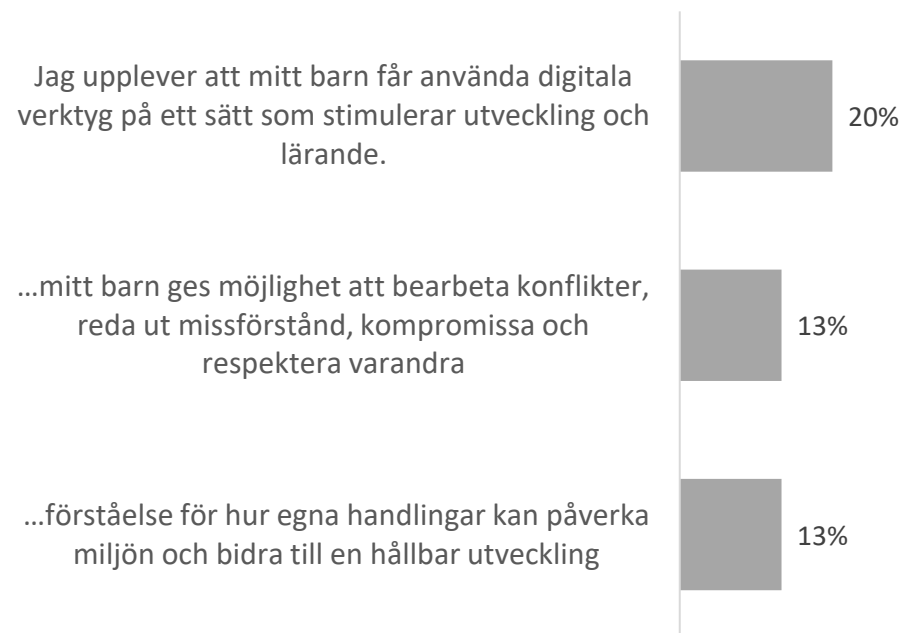 Jag upplever att mitt barn får använda digitala
verktyg på ett sätt som stimulerar utveckling och
lärande.
20%
…mitt barn ges möjlighet att bearbeta konflikter,
reda ut missförstånd, kompromissa och
respektera varandra
13%
…förståelse för hur egna handlingar kan påverka
miljön och bidra till en hållbar utveckling
13%